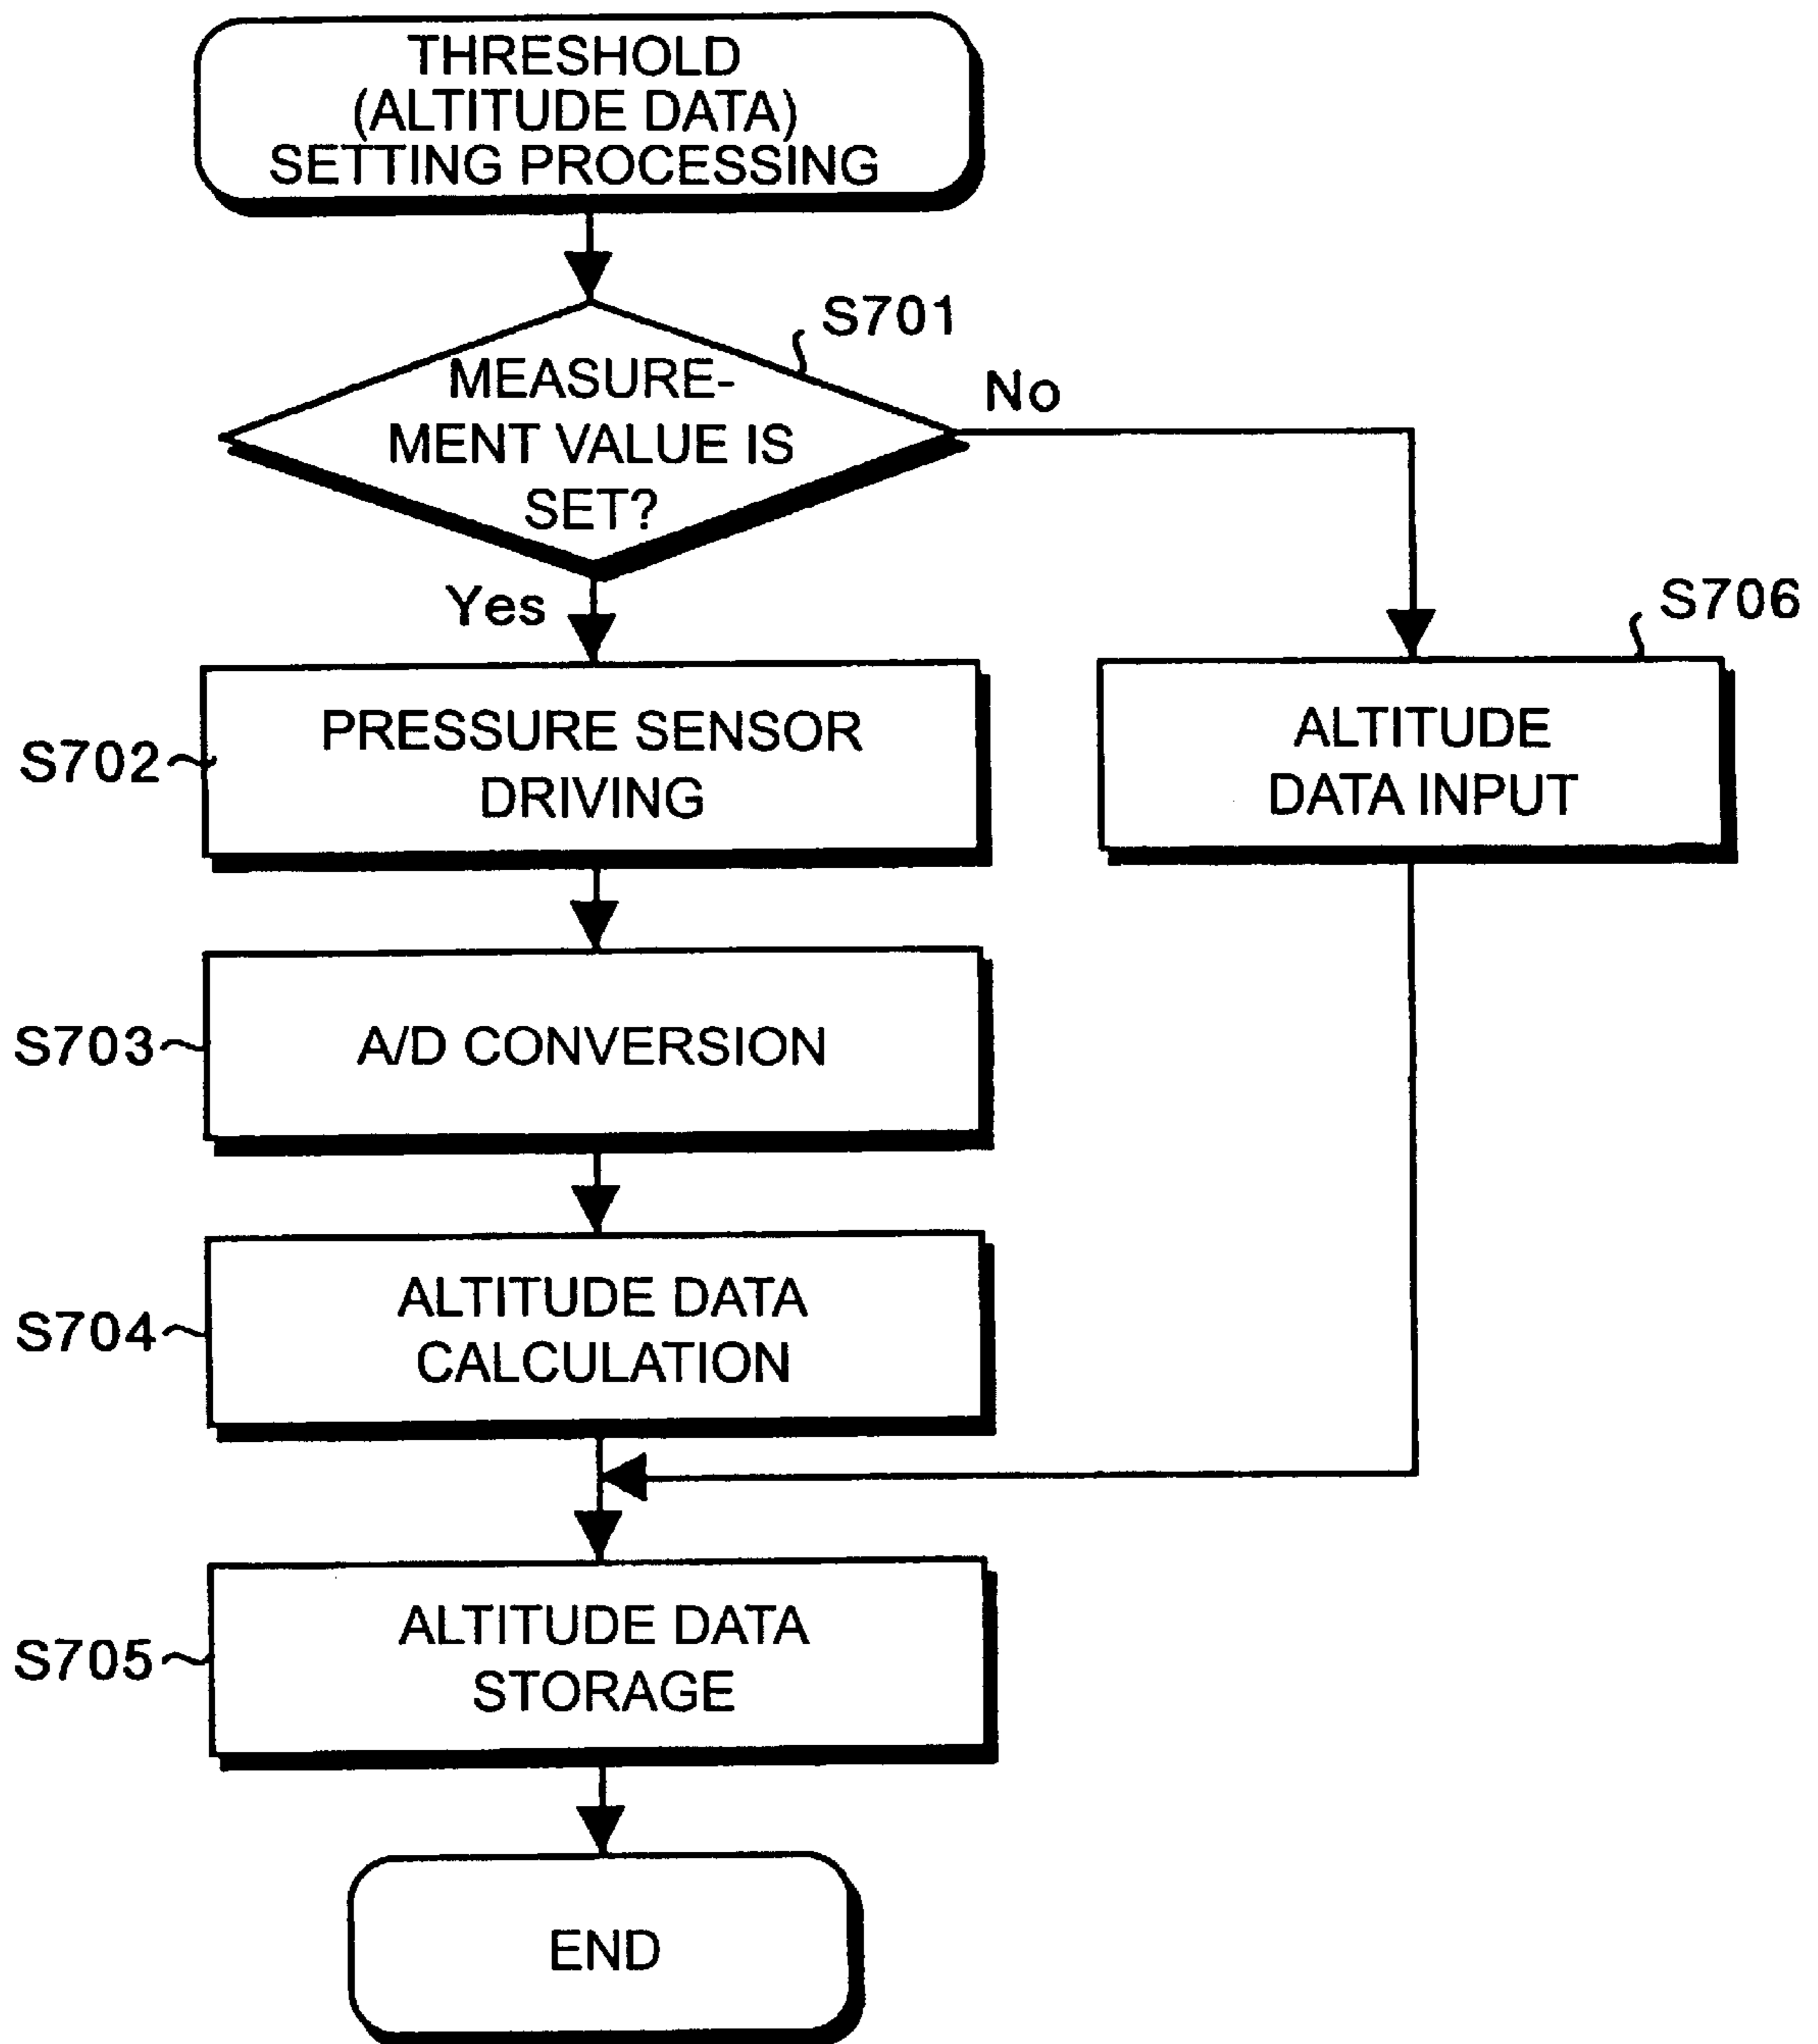 THRESHOLD
(ALTITUDE DATA)
SETTING PROCESSING
S701
MEASURE-
MENT VALUE IS
SET?
No
Yes
S706
S702
PRESSURE SENSOR
DRIVING
ALTITUDE
DATA INPUT
S703
A/D CONVERSION
S704
ALTITUDE DATA
CALCULATION
S705
ALTITUDE DATA
STORAGE
END